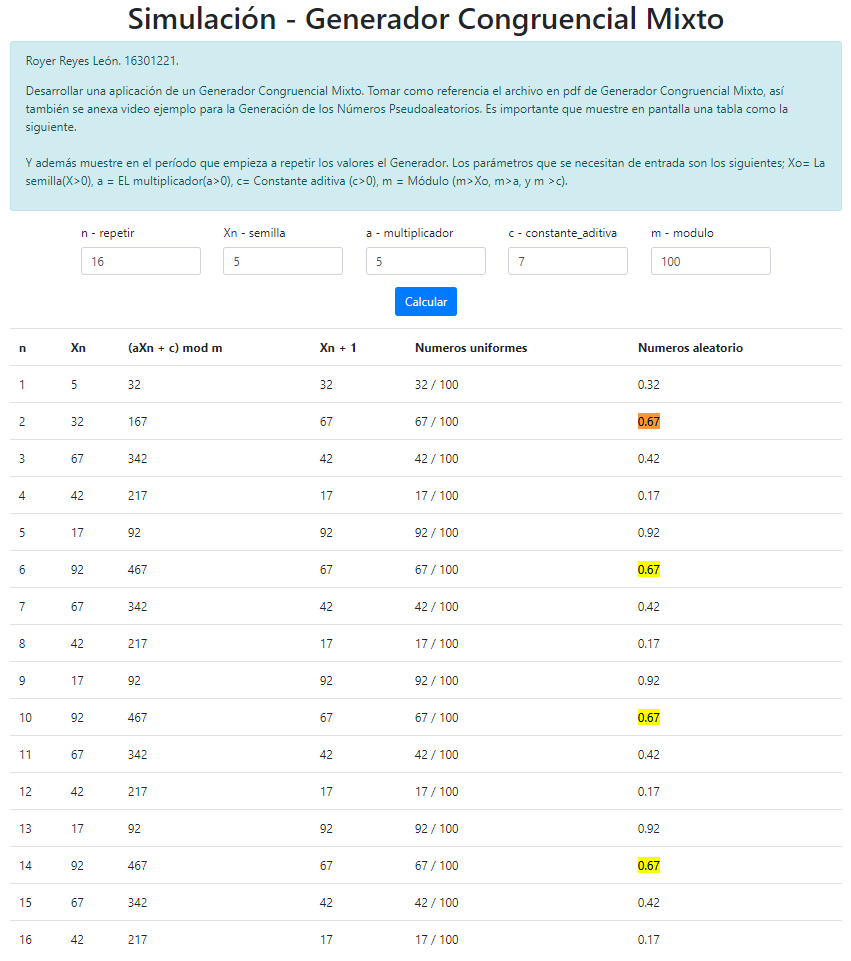 Simulación - Generador Congruencial Mixto
Royer Reyes León. 16301221.
Desarrollar una aplicación de un Generador Congruencial Mixto. Tomar como referencia el archivo en pdf de Generador Congruencial Mixto, así
también se anexa video ejemplo para la Generación de los Números Pseudoaleatorios. Es importante que muestre en pantalla una tabla como la
siguiente.
Y además muestre en el período que empieza a repetir los valores el Generador. Los parámetros que se necesitan de entrada son los siguientes; Xo= La
semilla(X>0), a = EL multiplicador(a>0), c= Constante aditiva (c>0), m = Módulo (m>Xo, m>a, y m >c).
n - repetir Xn - semilla a - multiplicador c - constante_aditiva m - modulo
16 5 5 7 100
Calcular
n Xn (aXn + c) mod m Xn + 1 Numeros uniformes Numeros aleatorio
1 5 32 32 32 / 100 0.32
2 32 167 67 67 / 100 0.67
3 67 342 42 42 / 100 0.42
4 42 217 17 17 / 100 0.17
5 17 92 92 92 / 100 0.92
6 92 467 67 67 / 100 0.67
7 67 342 42 42 / 100 0.42
8 42 217 17 17 / 100 0.17
9 17 92 92 92 / 100 0.92
10 92 467 67 67 / 100 0.67
11 67 342 42 42 / 100 0.42
12 42 217 17 17 / 100 0.17
13 17 92 92 92 / 100 0.92
14 92 467 67 67 / 100 0.67
15 67 342 42 42 / 100 0.42
16 42 217 17 17 / 100 0.17